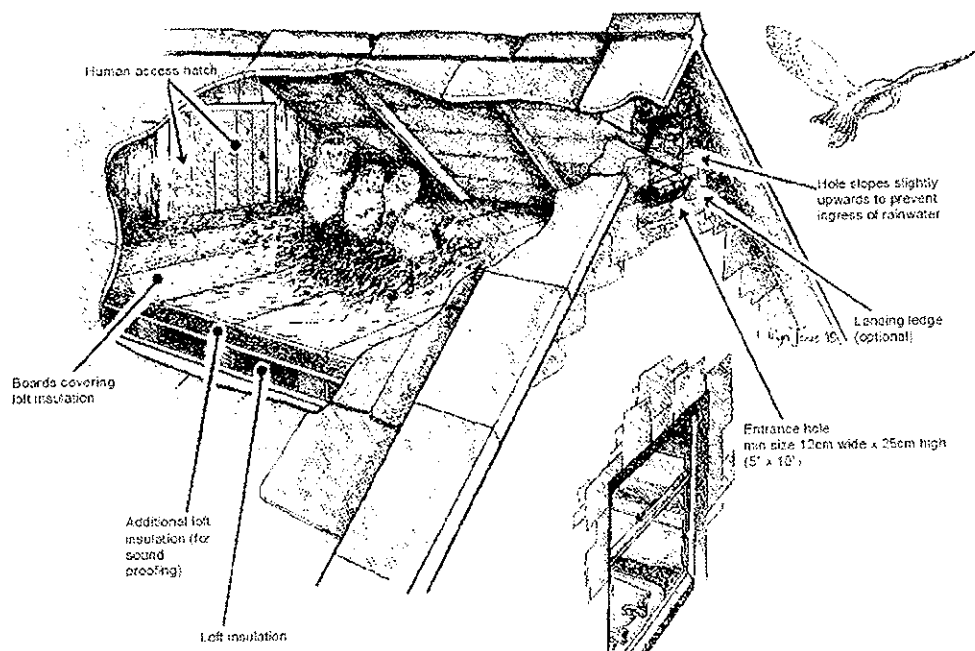 Human access hatch
Hole slopes slightly
upwards to prevent
ingress of rainwater
Landing ledge
(optional)
Boards covering
loft insulation
Entrance hole
min size 12cm wide x 25cm high
(5" x 10")
Additional loft
insulation (for
sound
proofing)
Loft insulation